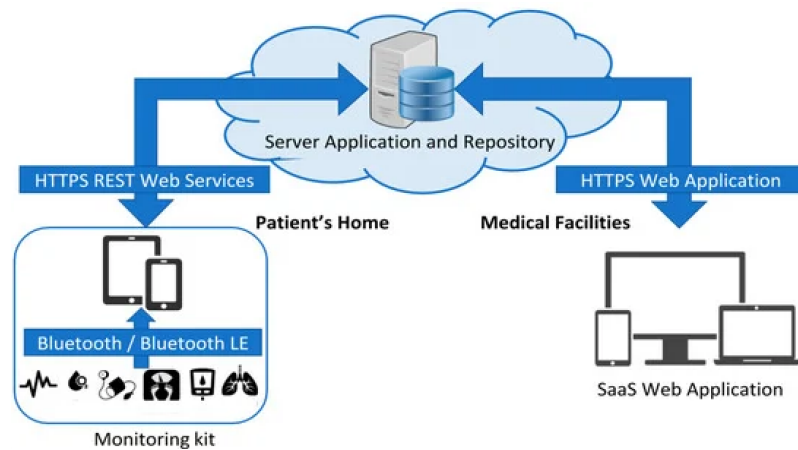 Server Application and Repository
HTTPS REST Web Services
HTTPS Web Application
Patient's Home
Medical Facilities
Bluetooth / Bluetooth LE
SaaS Web Application
Monitoring kit